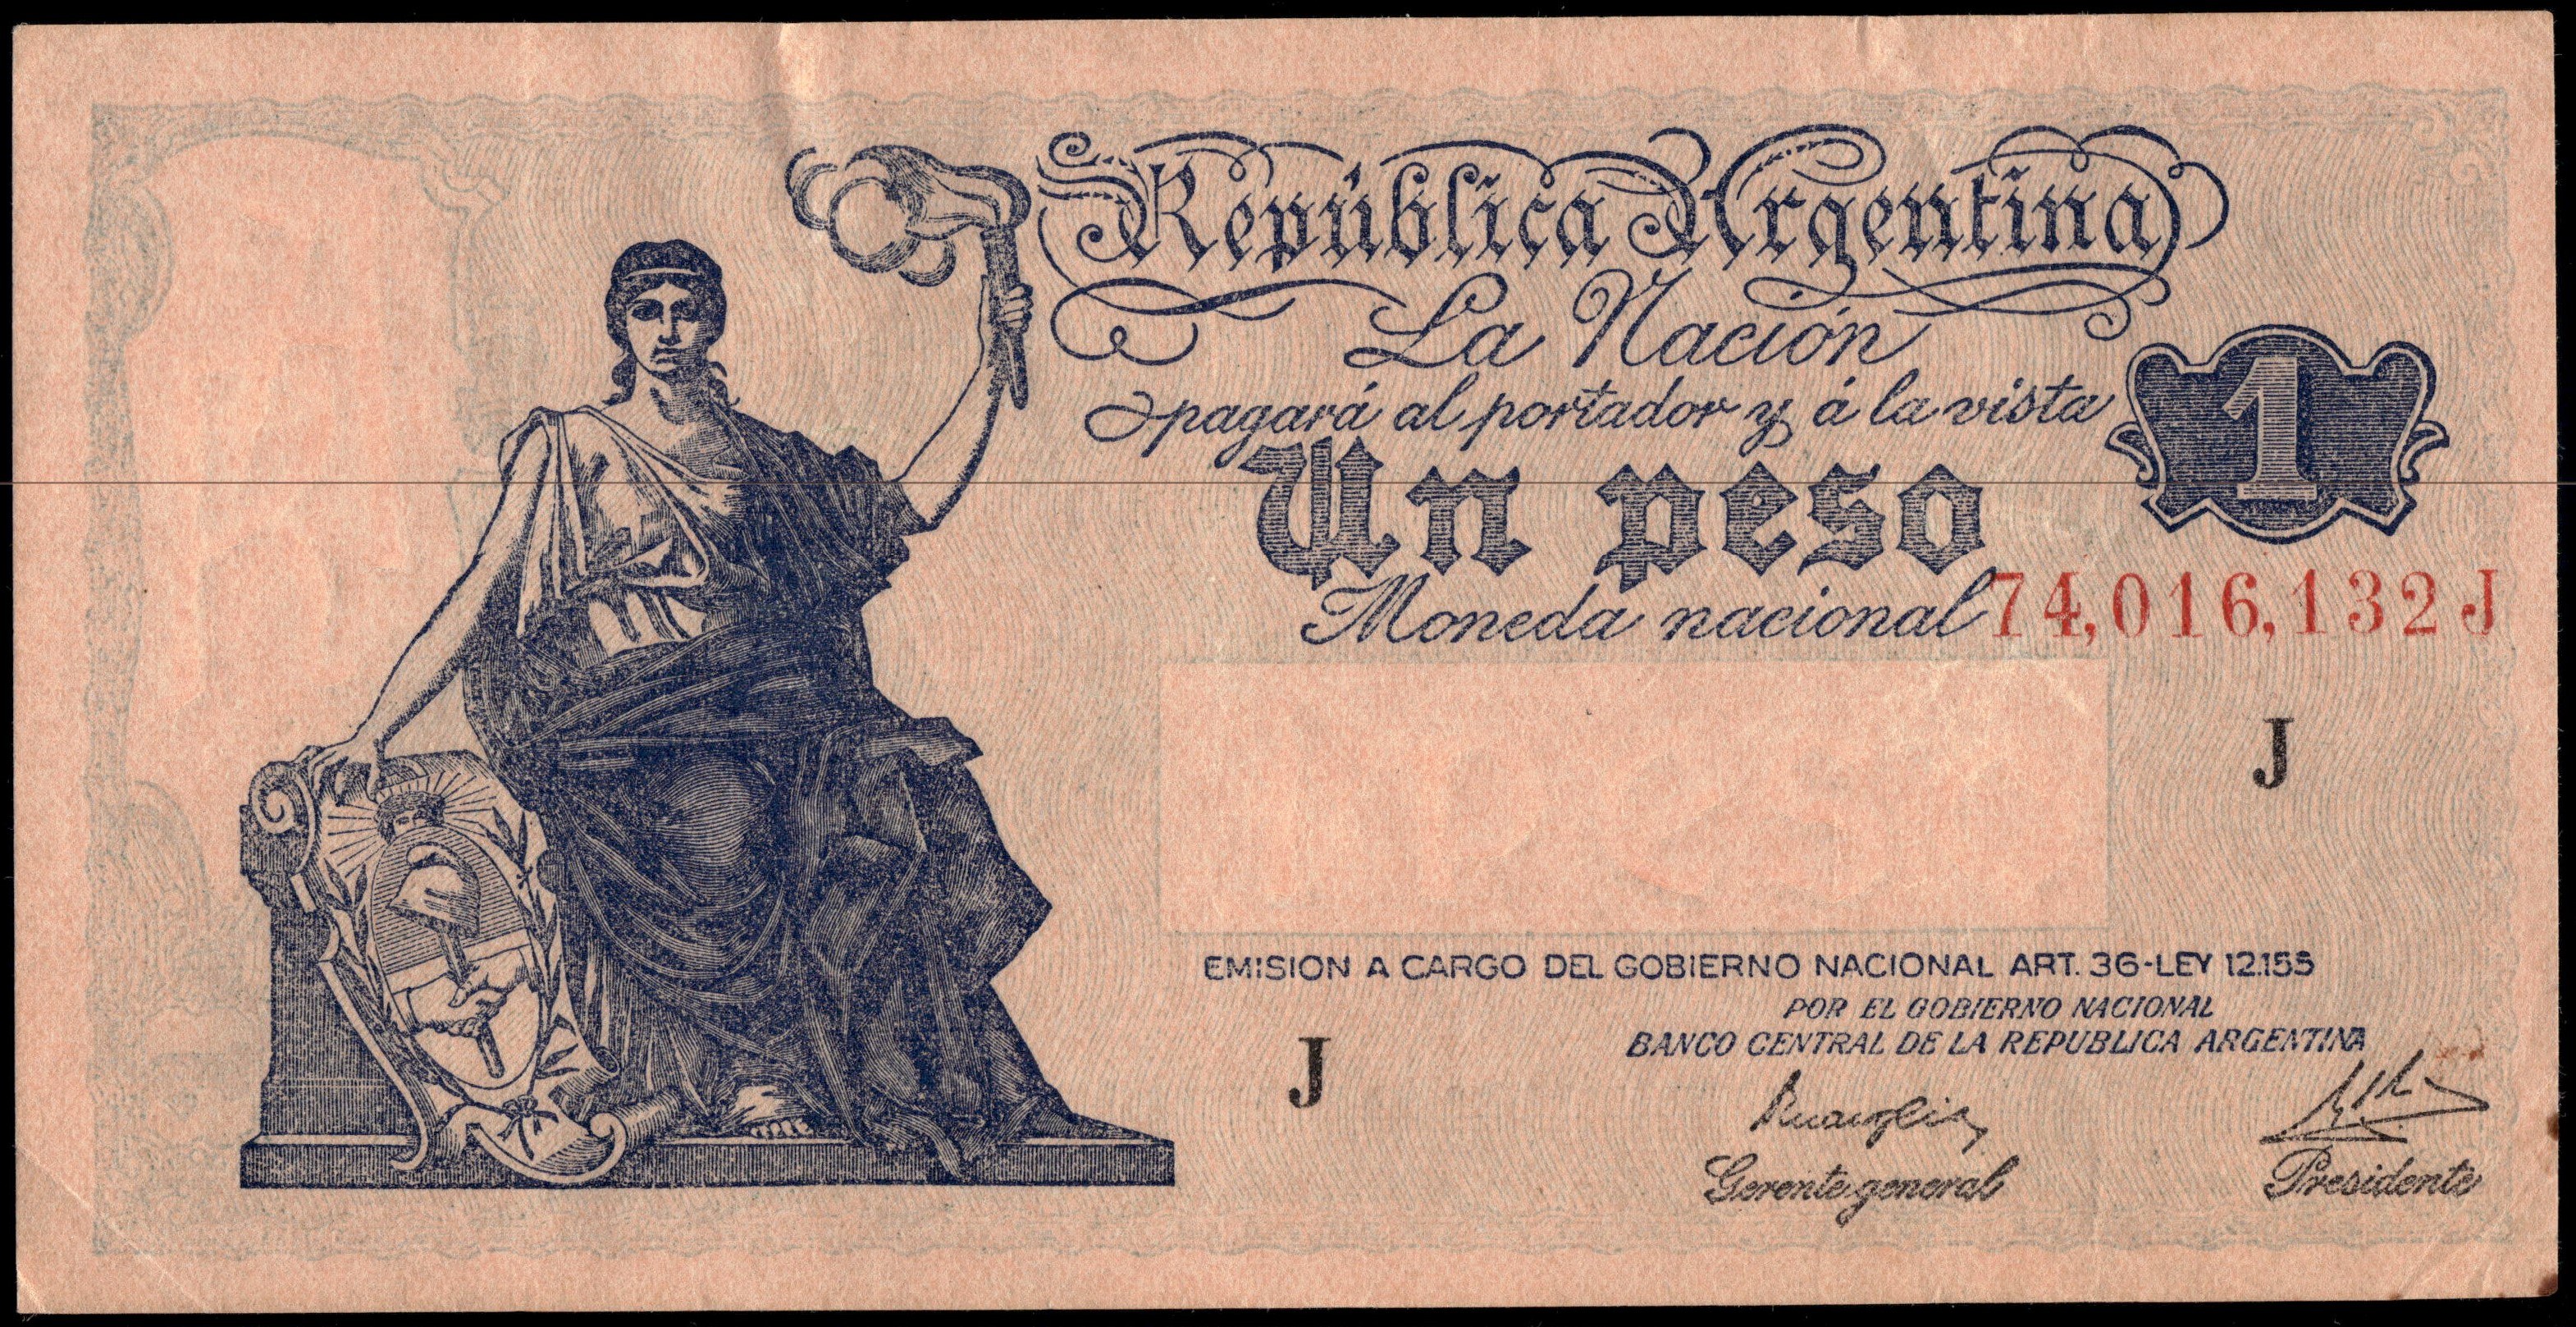 República Argentina
La Nación
pagará al portador y á la vista
1
Un peso
Moneda nacional
74,016,132 J
J
EMISION A CARGO DEL GOBIERNO NACIONAL ART. 36-LEY 12.155
POR EL GOBIERNO NACIONAL
BANCO CENTRAL DE LA REPUBLICA ARGENTINA
J
Gerente general
Presidente